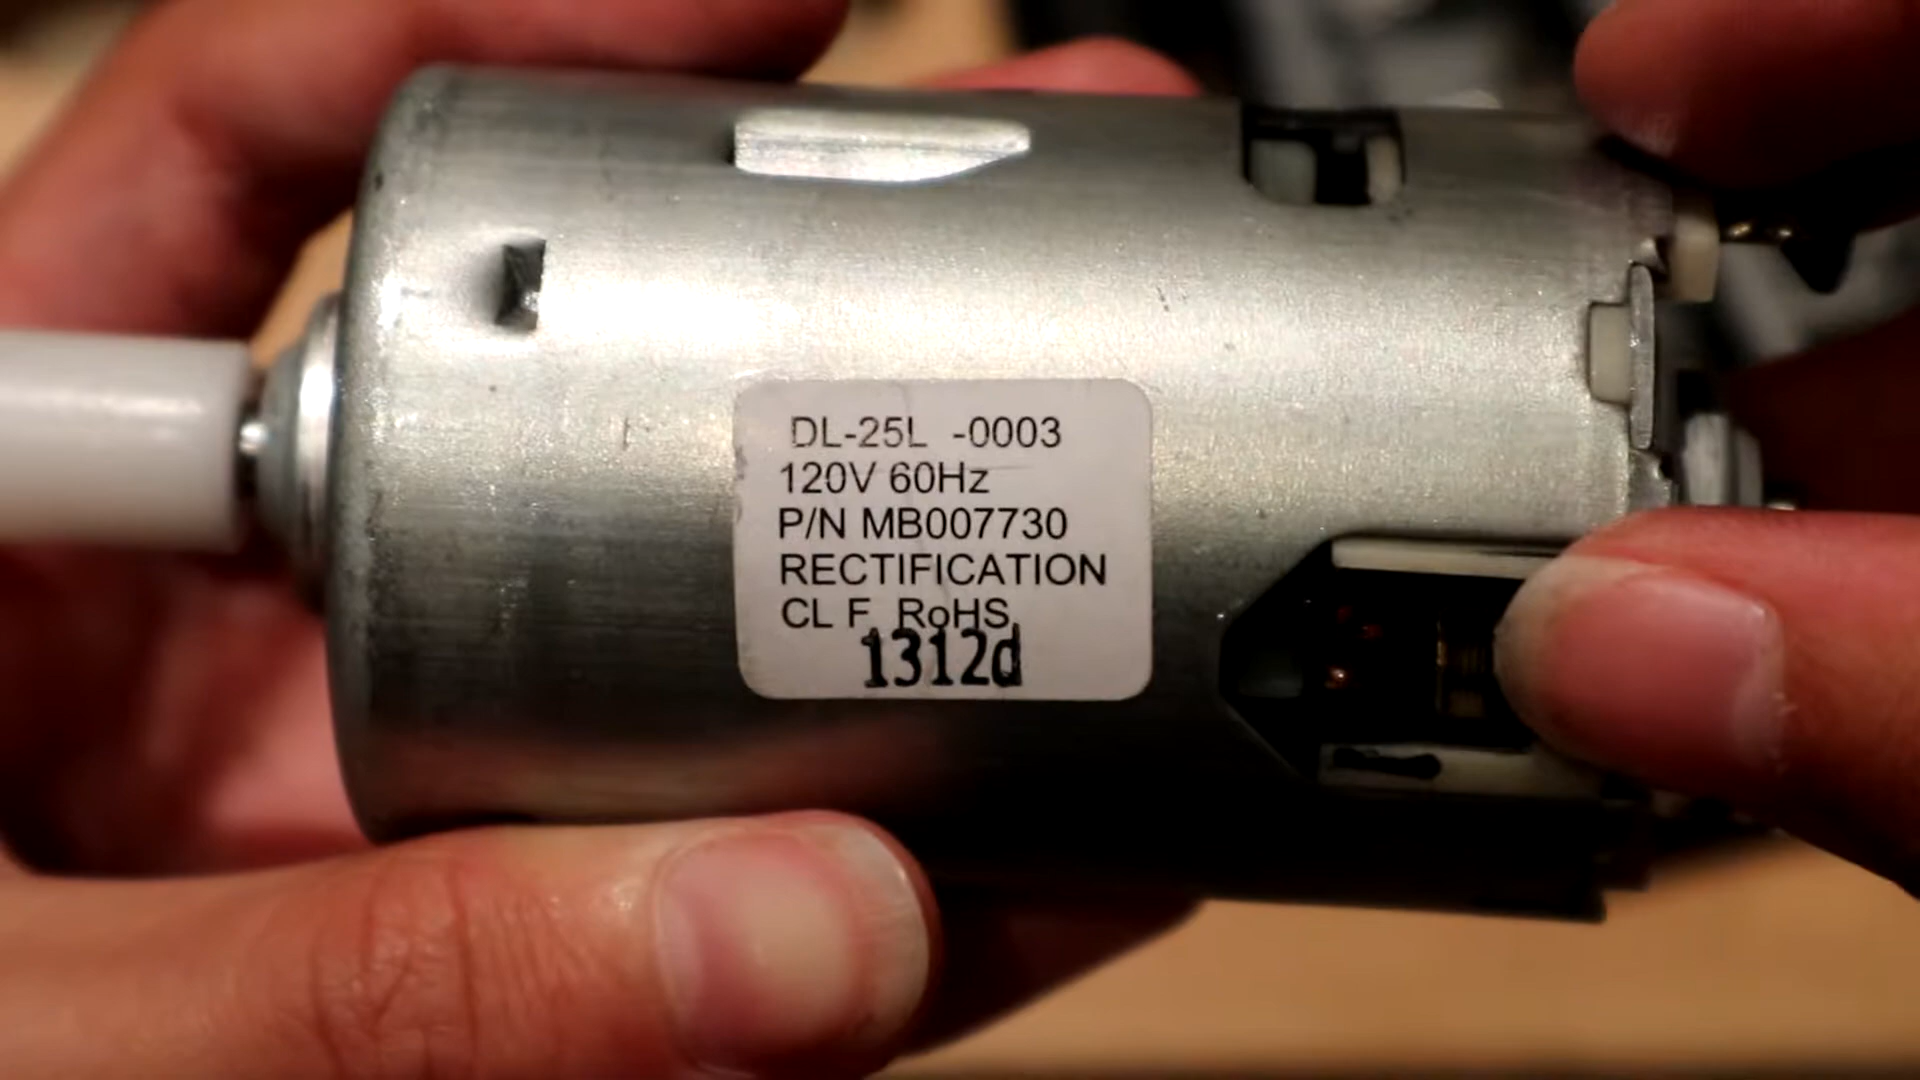 DL-25L -0003
120V 60Hz
P/N MB007730
RECTIFICATION
CL F RoHS
1312d